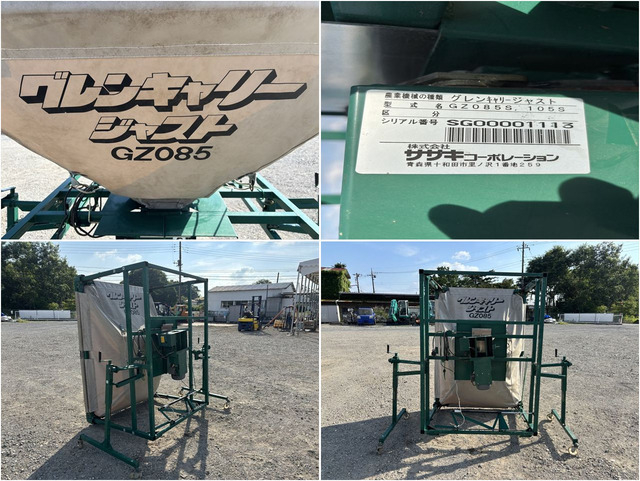 グレンキャリー
ジャスト
GZ085
農業機械の種類 グレンキャリージャスト
型式名 GZ085S, 105S
区分
シリアル番号 SG00001113
株式会社
ササキコーポレーション
青森県十和田市里ノ沢1番地259
グレンキャリー
ジャスト
GZ085